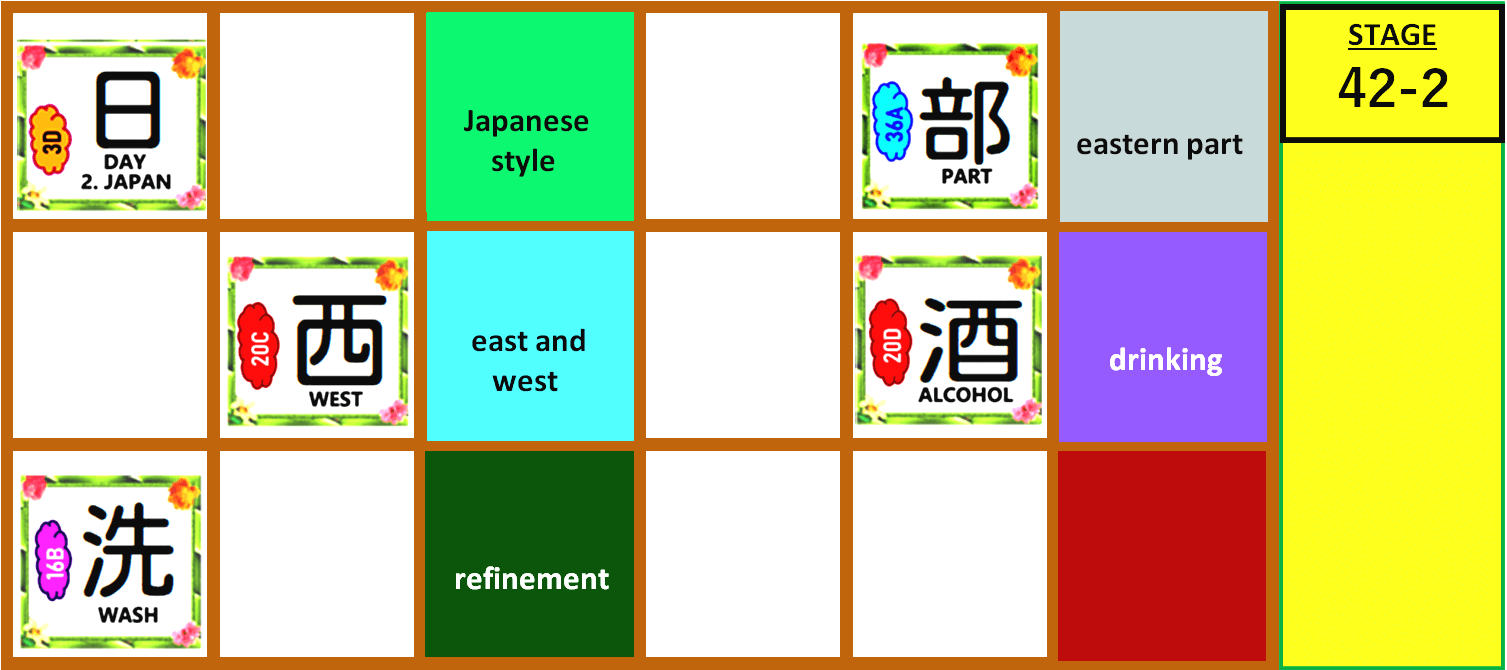 3D
日
DAY
2. JAPAN
Japanese
style
36A
部
PART
eastern part
STAGE
42-2
20C
西
WEST
east and
west
20D
酒
ALCOHOL
drinking
16B
洗
WASH
refinement